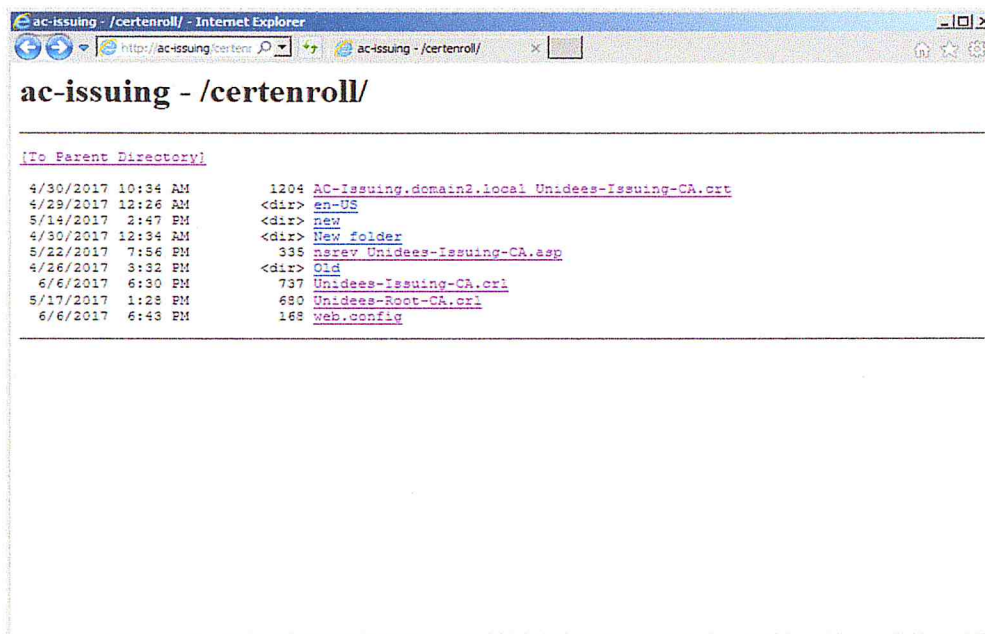 ac-issuing - /certenroll/ - Internet Explorer
http://ac-issuing/certenr
ac-issuing - /certenroll/
ac-issuing - /certenroll/
[To Parent Directory]
4/30/2017 10:34 AM 1204 AC-Issuing.domain2.local_Unidees-Issuing-CA.crt
4/29/2017 12:26 AM <dir> en-US
5/14/2017 2:47 PM <dir> new
4/30/2017 12:34 AM <dir> New folder
5/22/2017 7:56 PM 335 nsrev_Unidees-Issuing-CA.asp
4/26/2017 3:32 PM <dir> Old
6/6/2017 6:30 PM 737 Unidees-Issuing-CA.crl
5/17/2017 1:28 PM 680 Unidees-Root-CA.crl
6/6/2017 6:43 PM 168 web.config